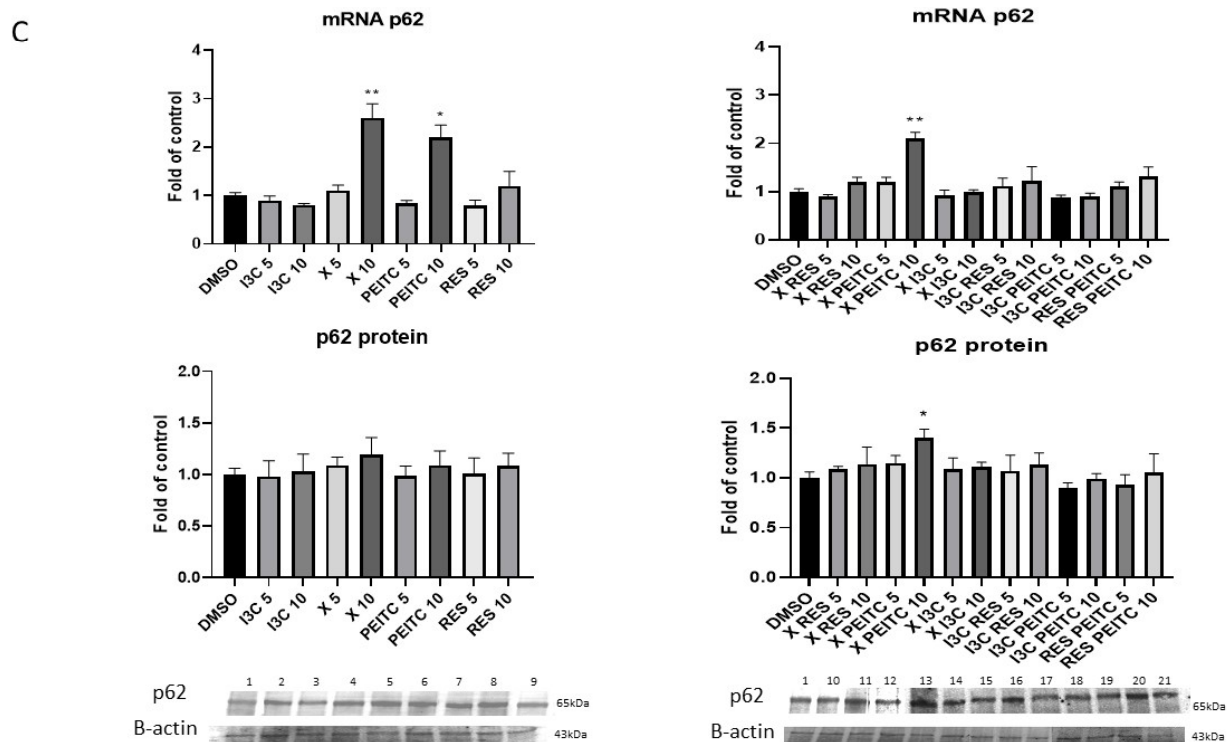 C
mRNA p62
Fold of control
4
3
2
1
0
**
*
DMSO
I3C 5
I3C 10
X 5
X 10
PEITC 5
PEITC 10
RES 5
RES 10
mRNA p62
Fold of control
4
3
2
1
0
**
DMSO
X RES 5
X RES 10
X PEITC 5
X PEITC 10
X I3C 5
X I3C 10
I3C RES 5
I3C RES 10
I3C PEITC 5
I3C PEITC 10
RES PEITC 5
RES PEITC 10
p62 protein
Fold of control
2.0
1.5
1.0
0.5
0.0
DMSO
I3C 5
I3C 10
X 5
X 10
PEITC 5
PEITC 10
RES 5
RES 10
p62 protein
Fold of control
2.0
1.5
1.0
0.5
0.0
*
DMSO
X RES 5
X RES 10
X PEITC 5
X PEITC 10
X I3C 5
X I3C 10
I3C RES 5
I3C RES 10
I3C PEITC 5
I3C PEITC 10
RES PEITC 5
RES PEITC 10
1 2 3 4 5 6 7 8 9
p62 65kDa
B-actin 43kDa
1 10 11 12 13 14 15 16 17 18 19 20 21
p62 65kDa
B-actin 43kDa